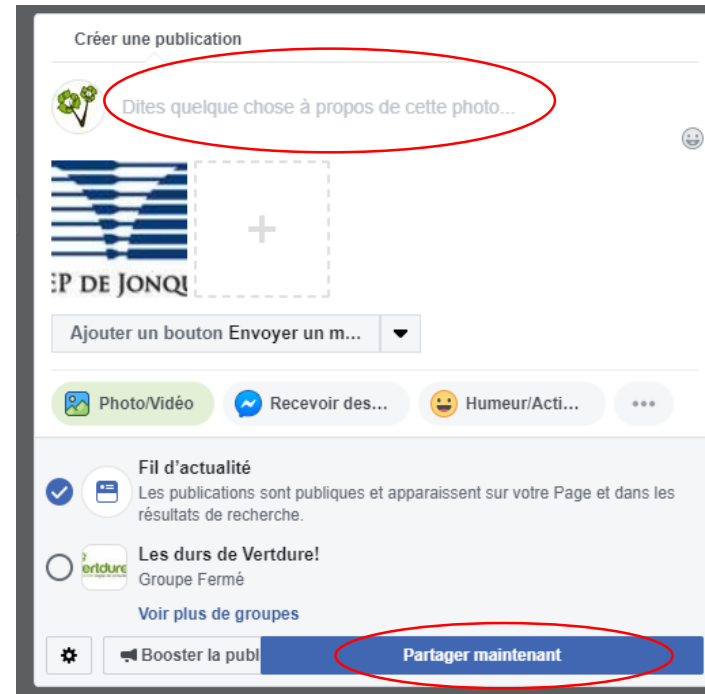 Créer une publication
Dites quelque chose à propos de cette photo...
EP DE JONQU
Ajouter un bouton Envoyer un m...
Photo/Vidéo Recevoir des... Humeur/Acti...
Fil d’actualité
Les publications sont publiques et apparaissent sur votre Page et dans les
résultats de recherche.
ertdure
Les durs de Vertdure!
Groupe Fermé
Voir plus de groupes
Booster la publ Partager maintenant